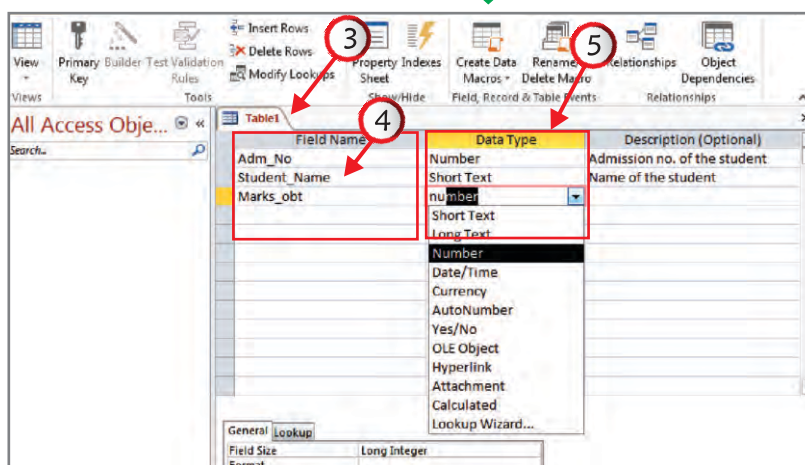 Insert Rows
Delete Rows
Modify Lookups
View
Primary Key
Builder
Test Validation Rules
Property Sheet
Indexes
Create Data Macros
Rename/ Delete Macro
Relationships
Object Dependencies
Views
Tools
Show/Hide
Field, Record & Table Events
Relationships
3
5
4
All Access Obje...
Search..
Table1
Field Name Data Type Description (Optional)
Adm_No Number Admission no. of the student
Student_Name Short Text Name of the student
Marks_obt number
Short Text
Long Text
Number
Date/Time
Currency
AutoNumber
Yes/No
OLE Object
Hyperlink
Attachment
Calculated
Lookup Wizard...
General Lookup
Field Size Long Integer
Format